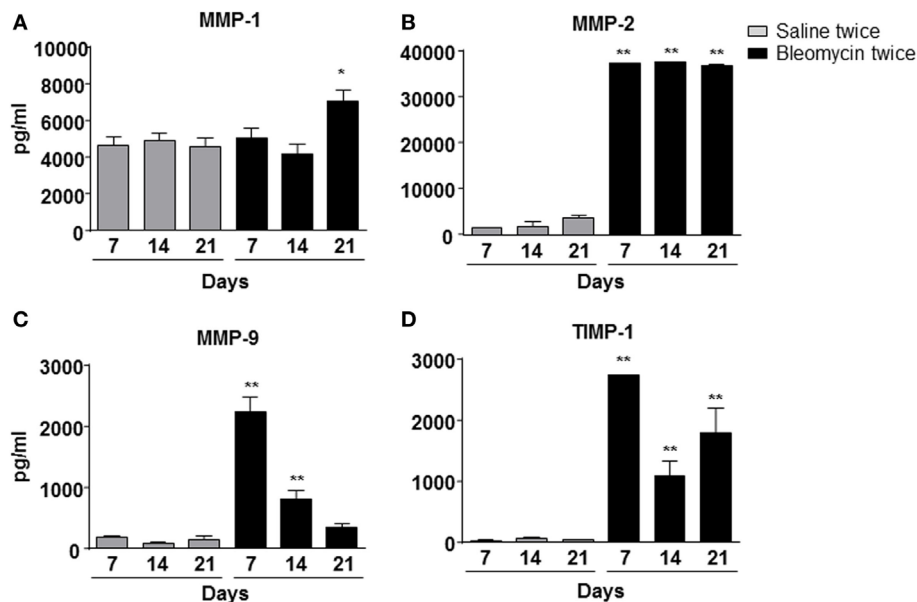 A
MMP-1
pg/ml
10000
8000
6000
4000
2000
0
*
7 14 21 7 14 21
Days
B
MMP-2
40000
30000
20000
10000
0
** ** **
7 14 21 7 14 21
Days
Saline twice
Bleomycin twice
C
MMP-9
pg/ml
3000
2000
1000
0
**
**
7 14 21 7 14 21
Days
D
TIMP-1
3000
2000
1000
0
**
**
**
7 14 21 7 14 21
Days